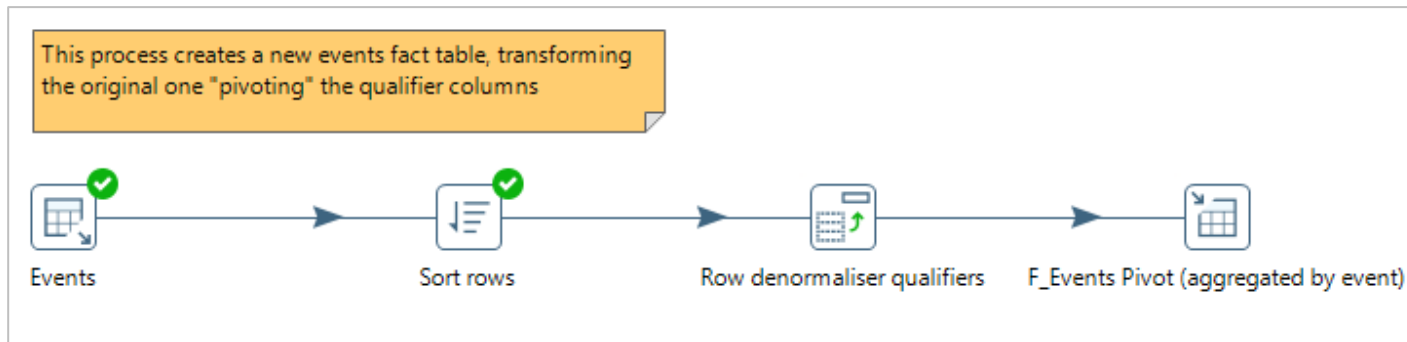 This process creates a new events fact table, transforming
the original one "pivoting" the qualifier columns
Events
Sort rows
Row denormaliser qualifiers
F_Events Pivot (aggregated by event)